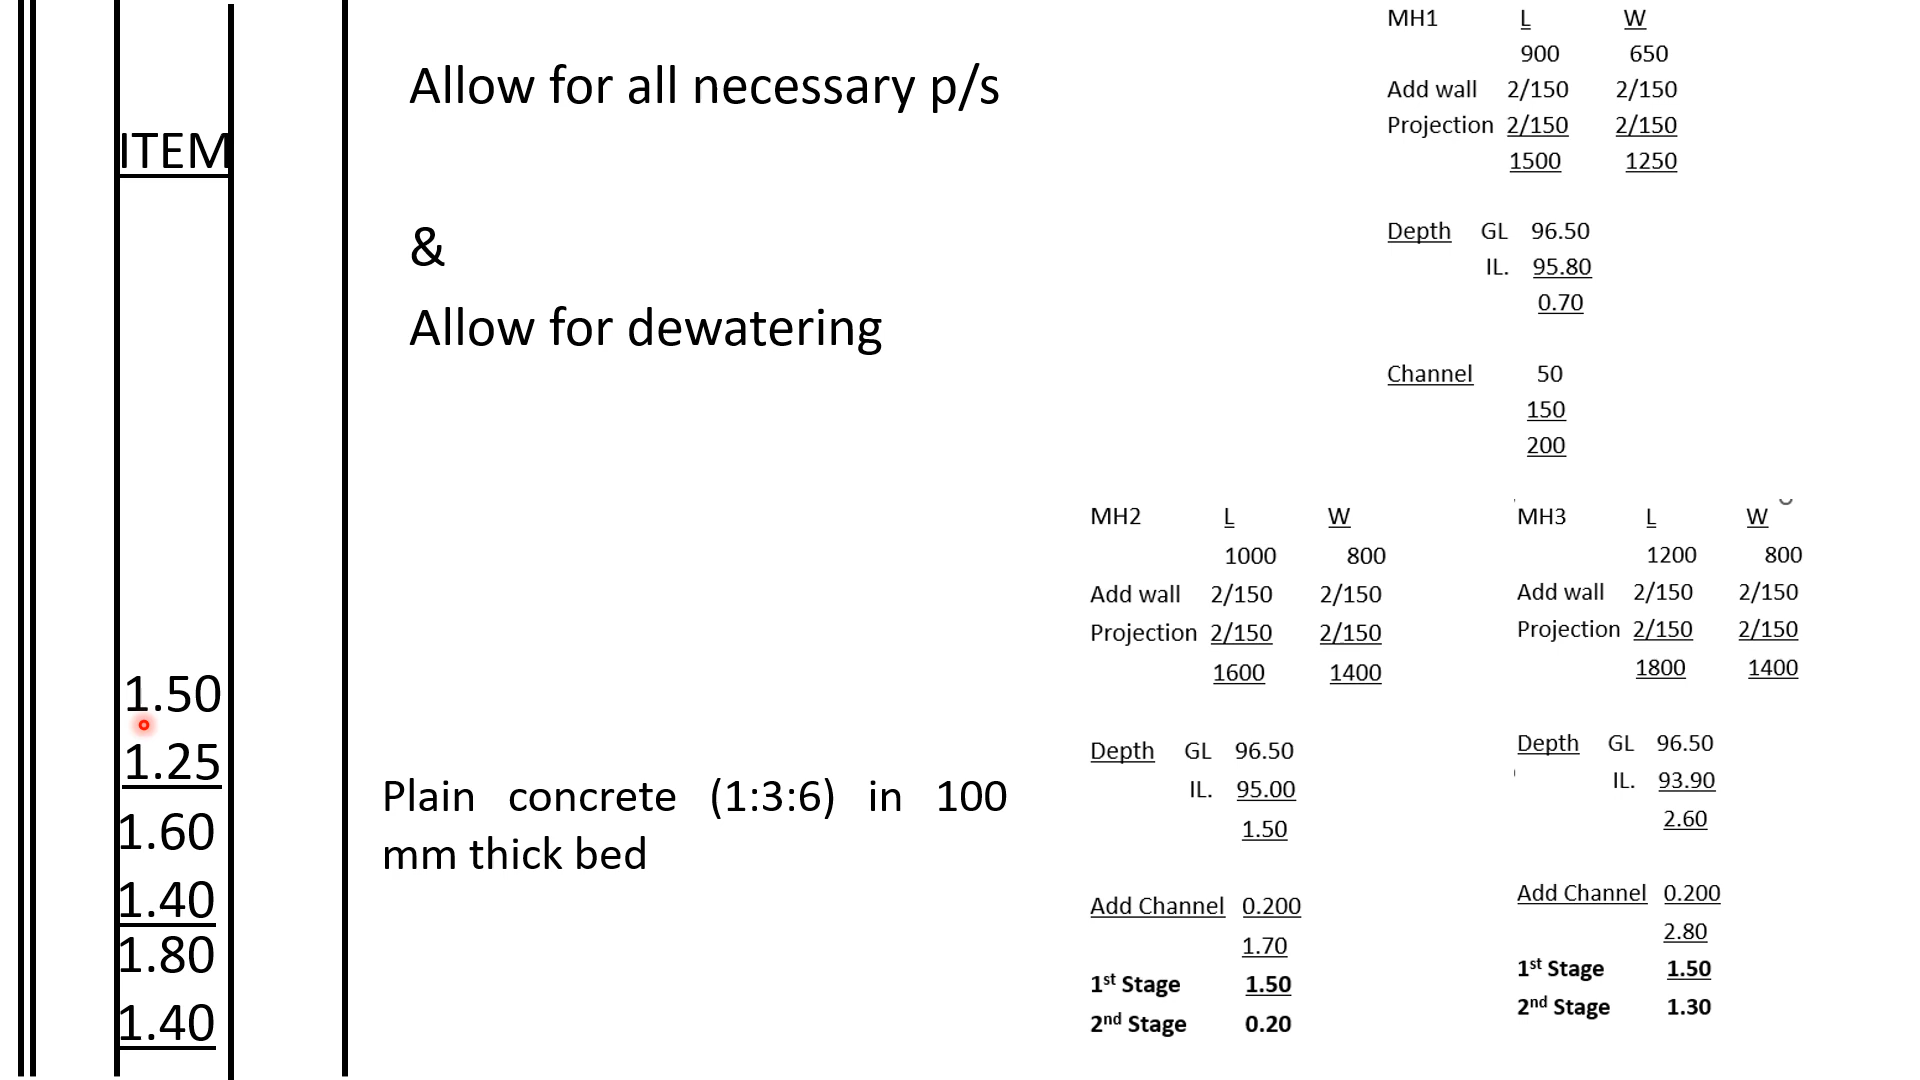 ITEM
1.50
1.25
1.60
1.40
1.80
1.40
Allow for all necessary p/s
&
Allow for dewatering
Plain concrete (1:3:6) in 100
mm thick bed
MH1 L W
900 650
Add wall 2/150 2/150
Projection 2/150 2/150
1500 1250
Depth GL 96.50
IL. 95.80
0.70
Channel 50
150
200
MH2 L W
1000 800
Add wall 2/150 2/150
Projection 2/150 2/150
1600 1400
Depth GL 96.50
IL. 95.00
1.50
Add Channel 0.200
1.70
1st Stage 1.50
2nd Stage 0.20
MH3 L W
1200 800
Add wall 2/150 2/150
Projection 2/150 2/150
1800 1400
Depth GL 96.50
IL. 93.90
2.60
Add Channel 0.200
2.80
1st Stage 1.50
2nd Stage 1.30